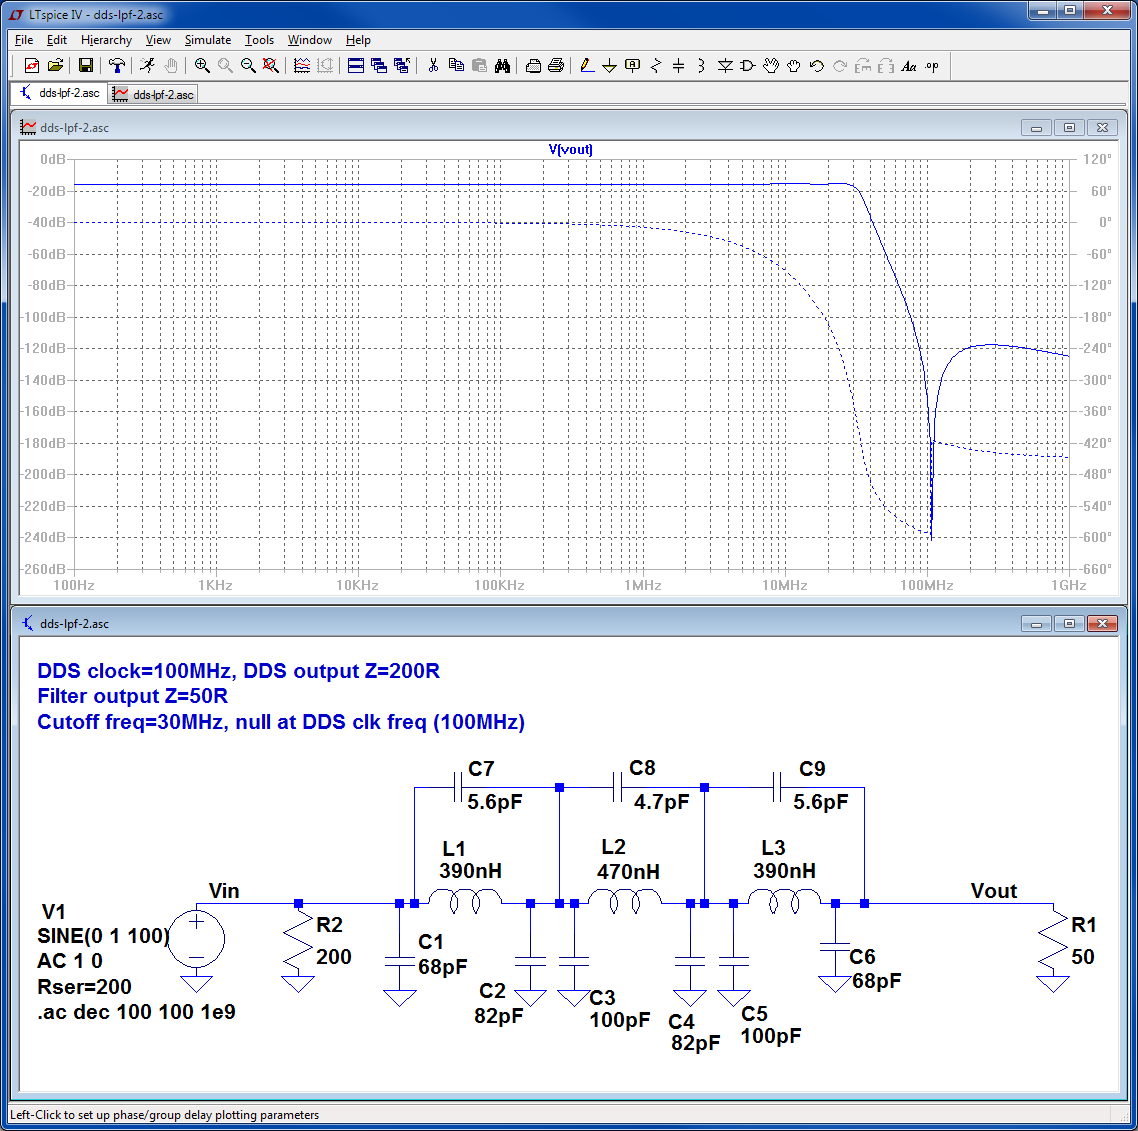 LTspice IV - dds-lpf-2.asc
File Edit Hierarchy View Simulate Tools Window Help
Aa .op
dds-lpf-2.asc dds-lpf-2.asc
dds-lpf-2.asc
V(vout)
0dB 120°
-20dB 60°
-40dB 0°
-60dB -60°
-80dB -120°
-100dB -180°
-120dB -240°
-140dB -300°
-160dB -360°
-180dB -420°
-200dB -480°
-220dB -540°
-240dB -600°
-260dB -660°
100Hz 1KHz 10KHz 100KHz 1MHz 10MHz 100MHz 1GHz
dds-lpf-2.asc
DDS clock=100MHz, DDS output Z=200R
Filter output Z=50R
Cutoff freq=30MHz, null at DDS clk freq (100MHz)
C7
5.6pF
C8
4.7pF
C9
5.6pF
L1
390nH
L2
470nH
L3
390nH
Vin
Vout
V1
SINE(0 1 100)
AC 1 0
Rser=200
.ac dec 100 100 1e9
R2
200
C1
68pF
C2
82pF
C3
100pF
C4
82pF
C5
100pF
C6
68pF
R1
50
Left-Click to set up phase/group delay plotting parameters